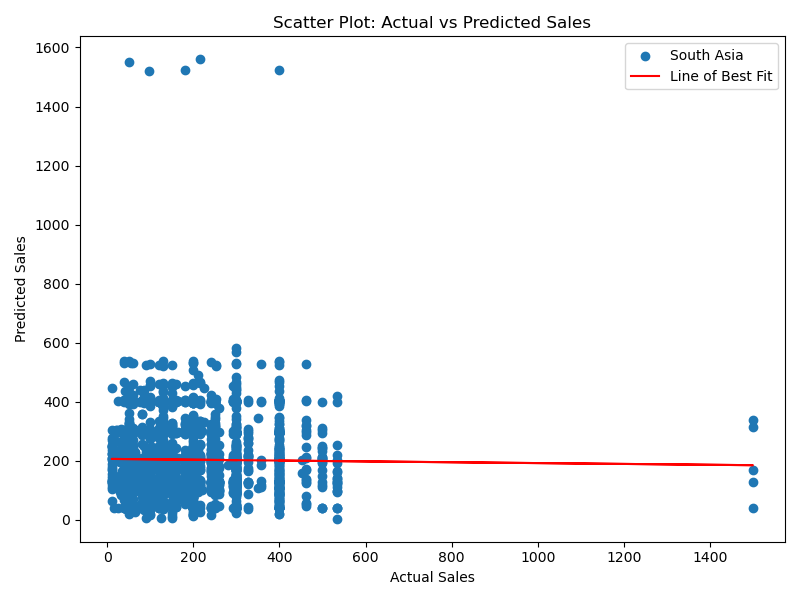 Scatter Plot: Actual vs Predicted Sales
South Asia
Line of Best Fit
Predicted Sales
1600
1400
1200
1000
800
600
400
200
0
0 200 400 600 800 1000 1200 1400
Actual Sales